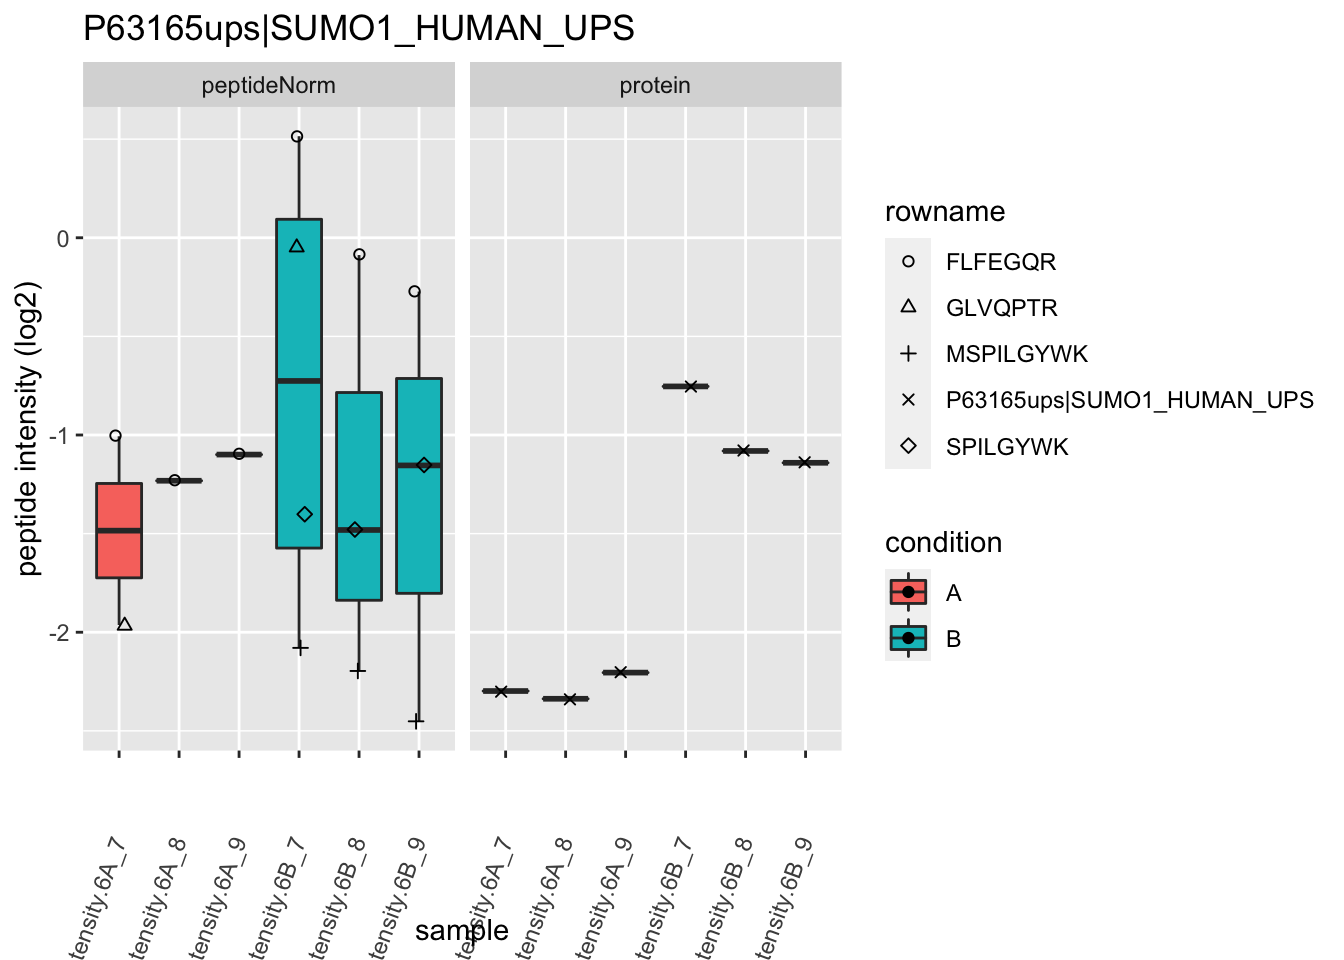 P63165ups|SUMO1_HUMAN_UPS
peptideNorm
protein
peptide intensity (log2)
0
-1
-2
tensity.6A_7
tensity.6A_8
tensity.6A_9
tensity.6B_7
tensity.6B_8
tensity.6B_9
tensity.6A_7
tensity.6A_8
tensity.6A_9
tensity.6B_7
tensity.6B_8
tensity.6B_9
sample
rowname
FLFEGQR
GLVQPTR
MSPILGYWK
P63165ups|SUMO1_HUMAN_UPS
SPILGYWK
condition
A
B